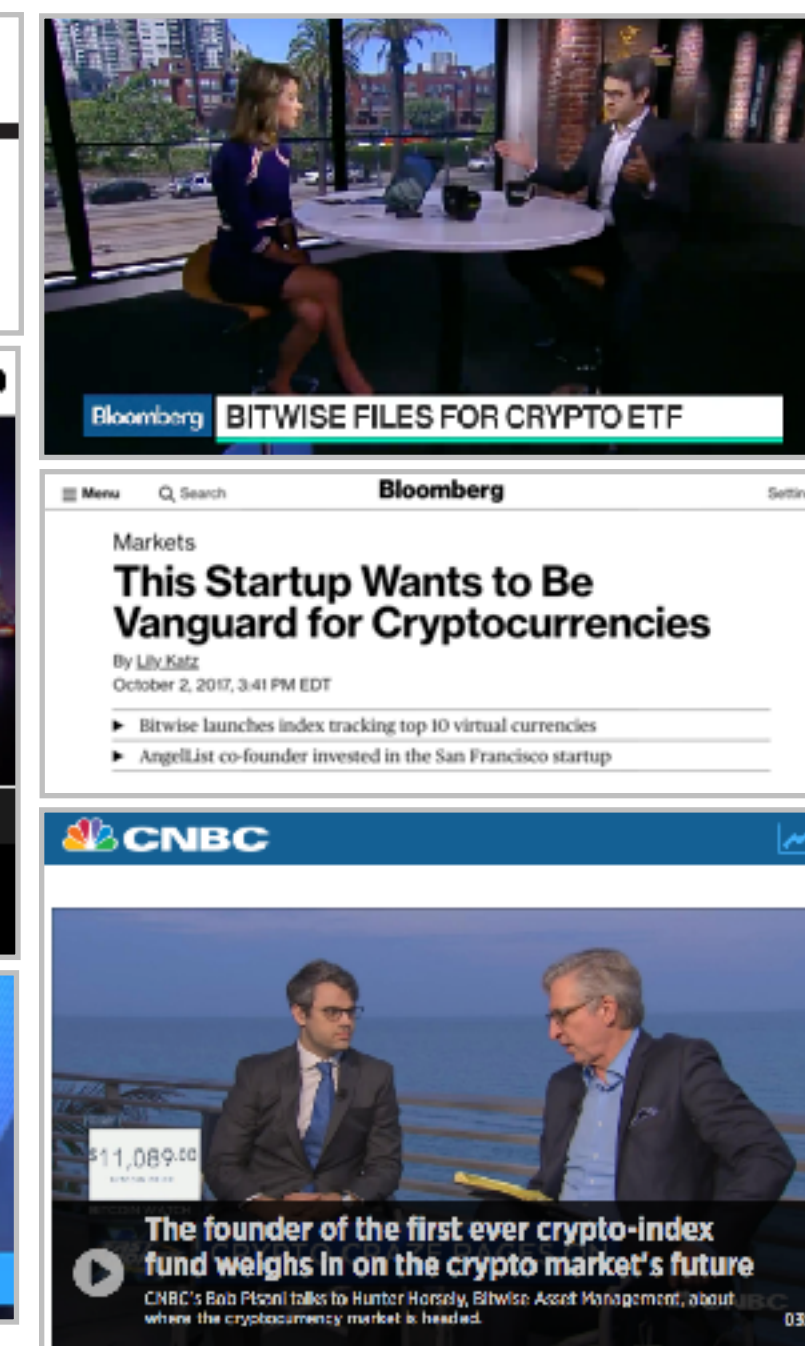 Bloomberg BITWISE FILES FOR CRYPTO ETF
Menu Search Bloomberg
Markets
This Startup Wants to Be
Vanguard for Cryptocurrencies
By Lily Katz
October 2, 2017, 3:41 PM EDT
Bitwise launches index tracking top 10 virtual currencies
AngelList co-founder invested in the San Francisco startup
CNBC
$11,089.00
The founder of the first ever crypto-index
fund weighs in on the crypto market's future
CNBC's Bob Pisani talks to Hunter Horsely, Bitwise Asset Management, about
where the cryptocurrency market is headed.